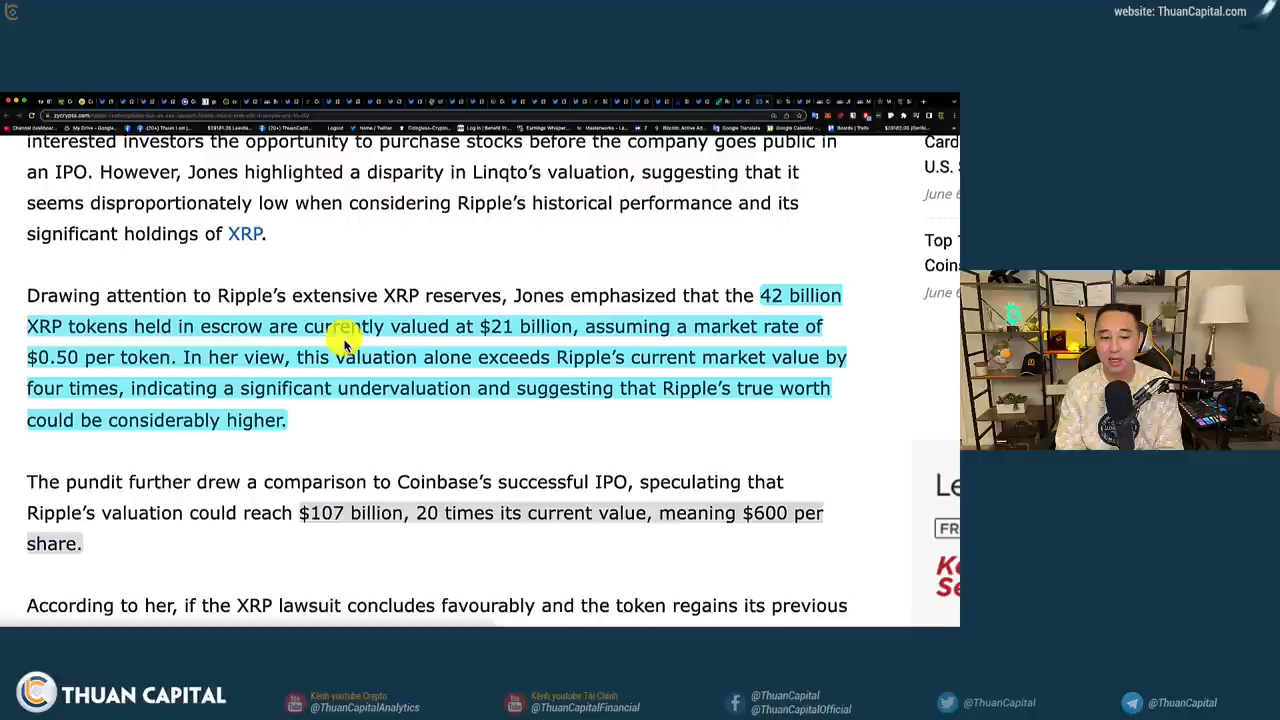 website: ThuanCapital.com
interested investors the opportunity to purchase stocks before the company goes public in
an IPO. However, Jones highlighted a disparity in Linqto's valuation, suggesting that it
seems disproportionately low when considering Ripple's historical performance and its
significant holdings of XRP.
Drawing attention to Ripple's extensive XRP reserves, Jones emphasized that the 42 billion
XRP tokens held in escrow are currently valued at $21 billion, assuming a market rate of
$0.50 per token. In her view, this valuation alone exceeds Ripple's current market value by
four times, indicating a significant undervaluation and suggesting that Ripple's true worth
could be considerably higher.
The pundit further drew a comparison to Coinbase's successful IPO, speculating that
Ripple's valuation could reach $107 billion, 20 times its current value, meaning $600 per
share.
According to her, if the XRP lawsuit concludes favourably and the token regains its previous
Card
U.S.
June
Top
Coins
June
Le
FR
THUAN CAPITAL
Kênh youtube Crypto
@ThuanCapitalAnalytics
Kênh youtube Tài Chính
@ThuanCapitalFinancial
@ThuanCapital
@ThuanCapitalOfficial
@ThuanCapital
@ThuanCapital